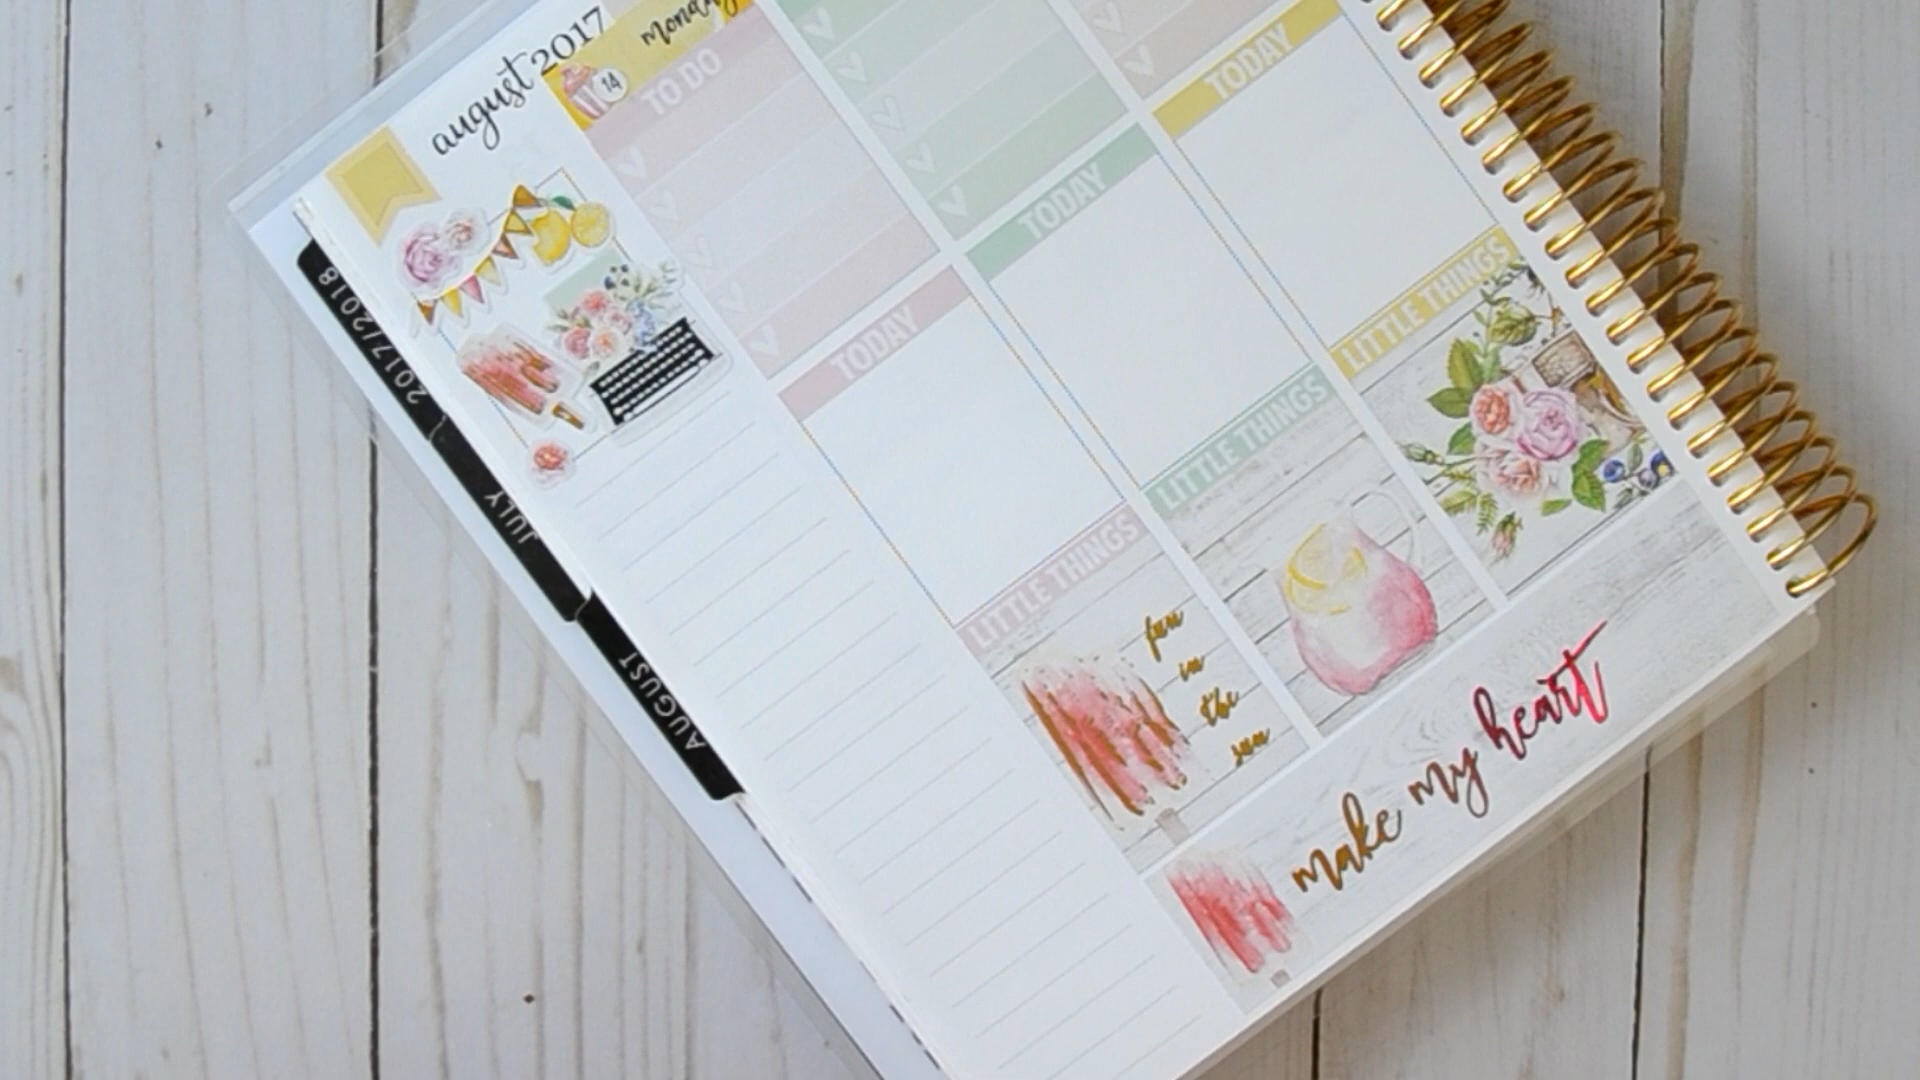 august 2017
monday
14
TO DO
TODAY
TODAY
TODAY
LITTLE THINGS
LITTLE THINGS
LITTLE THINGS
fun
in
the
sun
make my heart
2017/2018
JULY
AUGUST